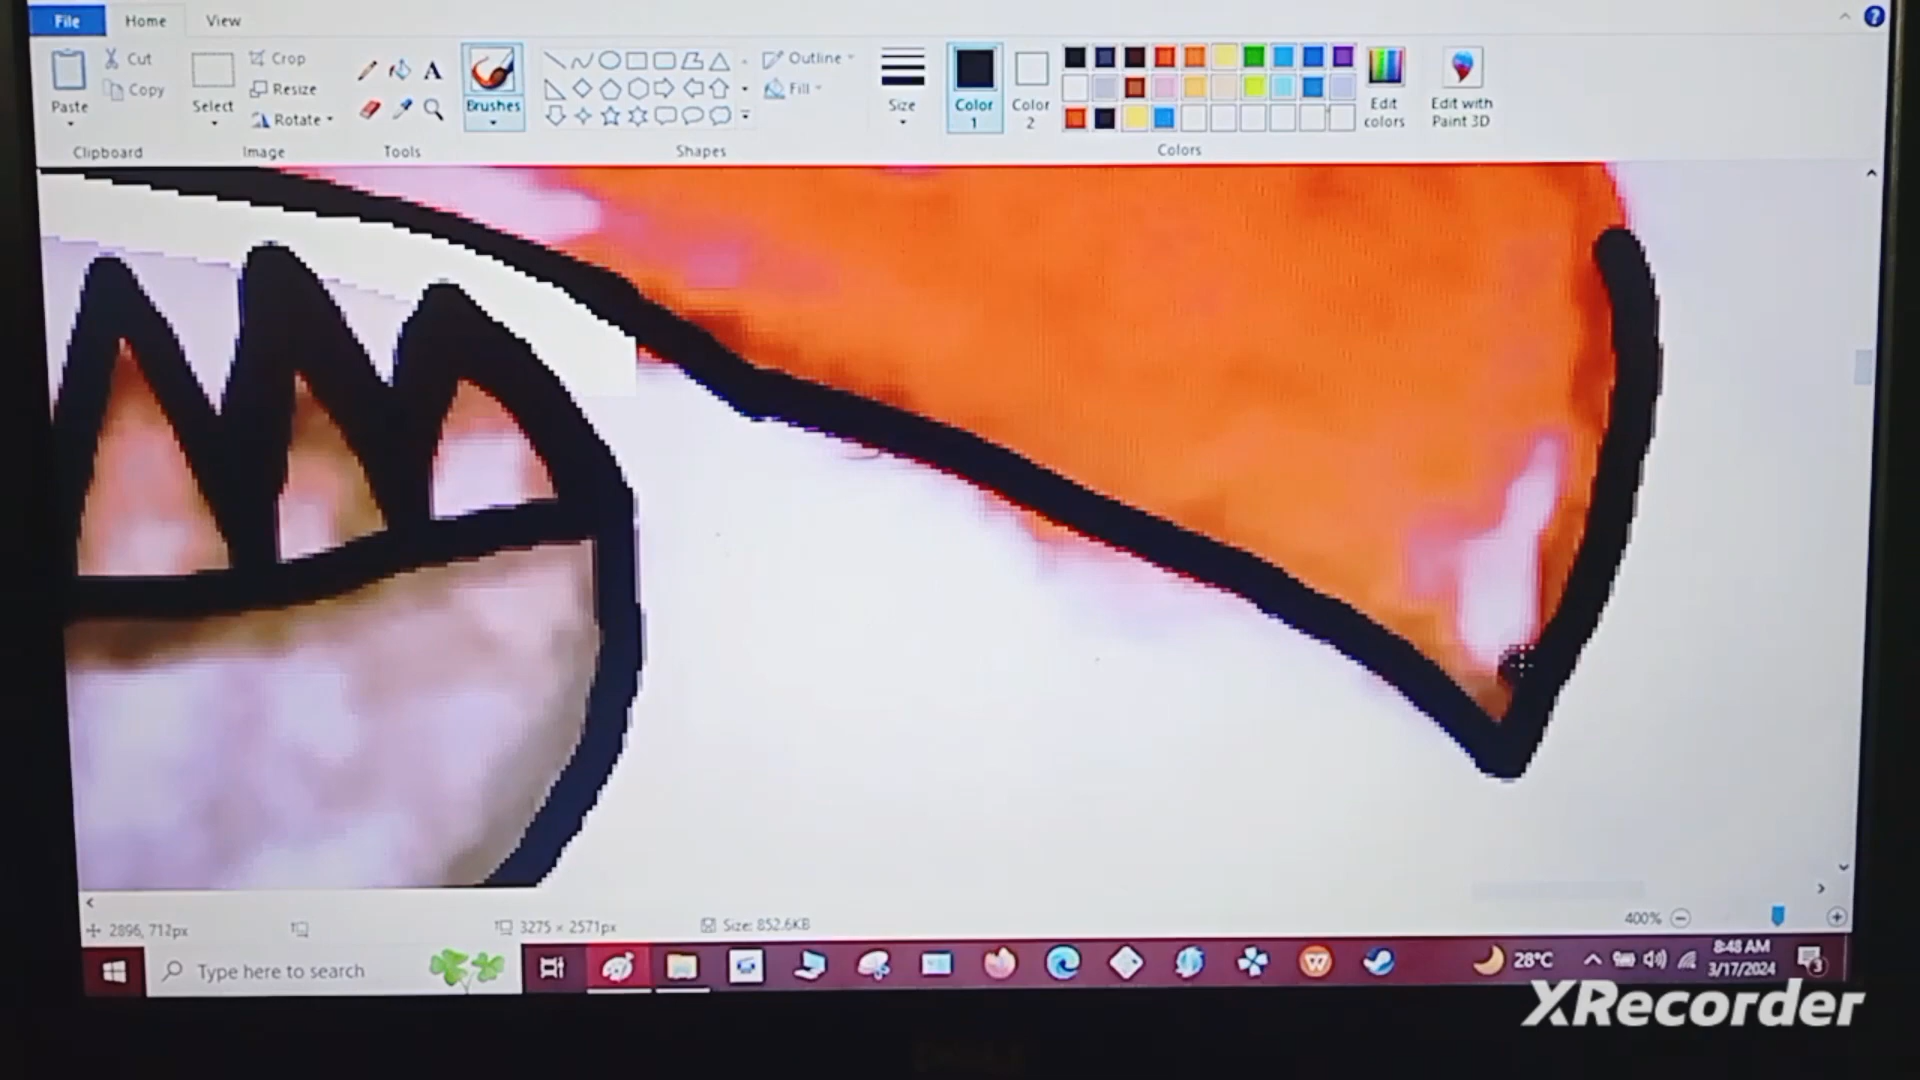 File Home View
Cut
Copy
Paste
Clipboard
Select
Crop
Resize
Rotate
Image
A
Tools
Brushes
Shapes
Outline
Fill
Size
Color
1
Color
2
Colors
Edit
colors
Edit with
Paint 3D
2896, 712px
3275 × 2571px
Size: 852.6KB
400%
Type here to search
28°C
8:48 AM
3/17/2024
3
XRecorder